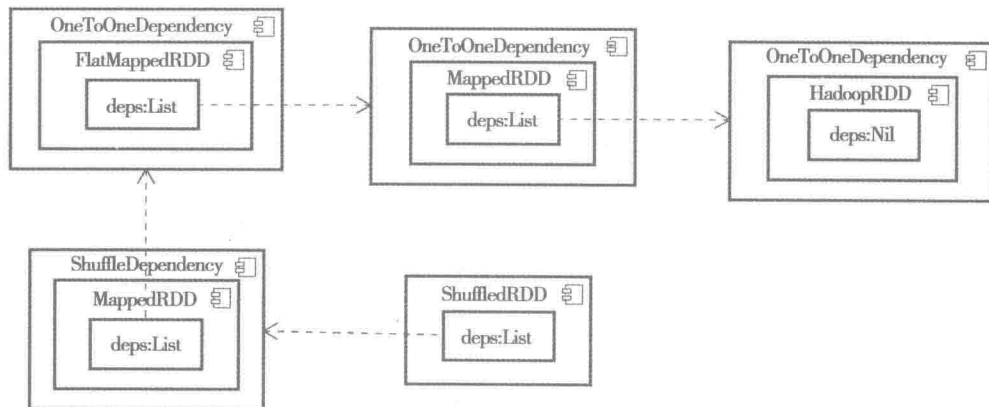 OneToOneDependency
FlatMappedRDD
deps:List
OneToOneDependency
MappedRDD
deps:List
OneToOneDependency
HadoopRDD
deps:Nil
ShuffleDependency
MappedRDD
deps:List
ShuffledRDD
deps:List